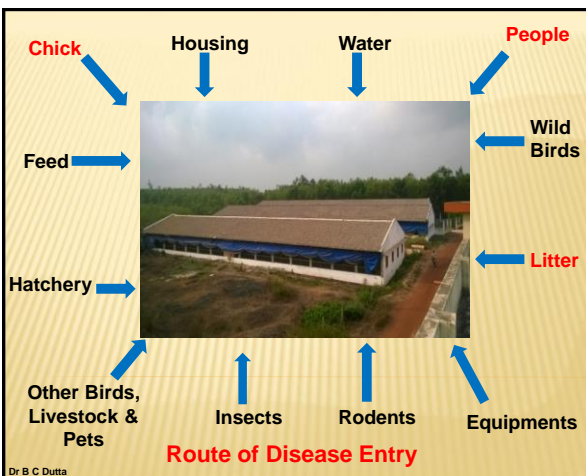 Chick
Housing
Water
People
Feed
Wild
Birds
Hatchery
Litter
Other Birds,
Livestock &
Pets
Insects
Rodents
Equipments
Route of Disease Entry
Dr B C Dutta